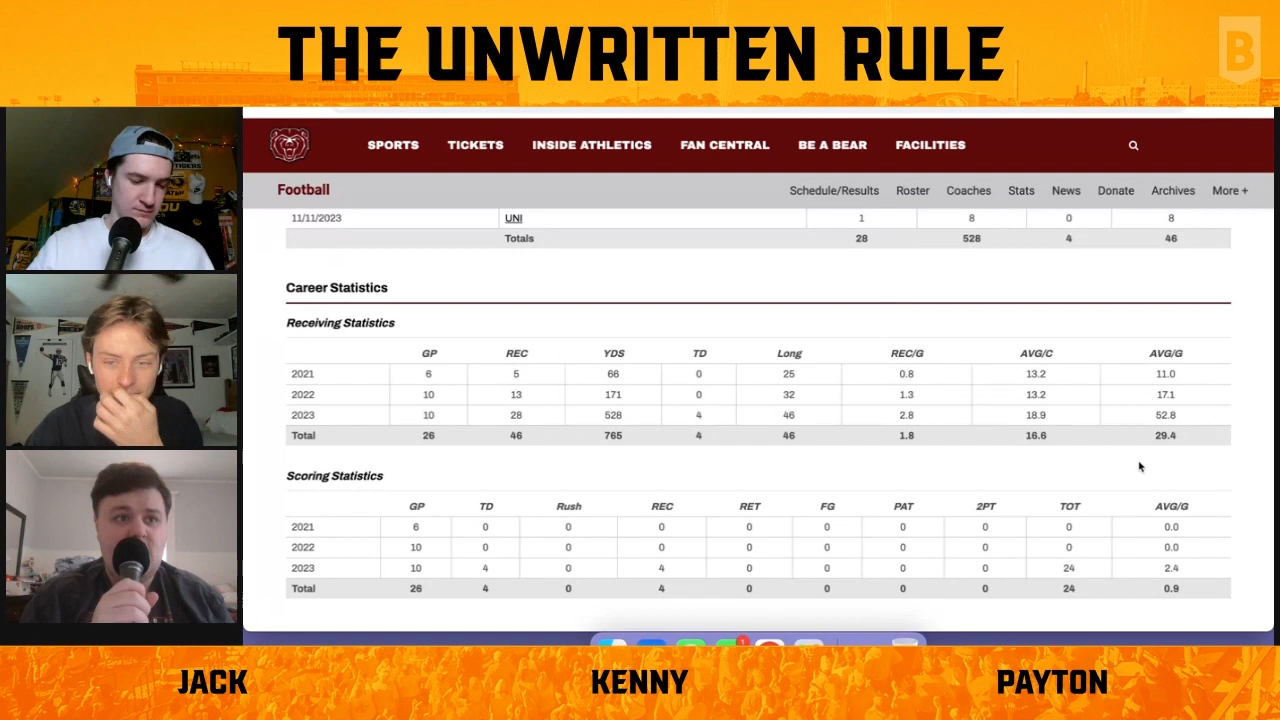 THE UNWRITTEN RULE
B
SPORTS TICKETS INSIDE ATHLETICS FAN CENTRAL BE A BEAR FACILITIES
Football Schedule/Results Roster Coaches Stats News Donate Archives More +
11/11/2023 UNI 1 8 0 8
Totals 28 528 4 46
Career Statistics
Receiving Statistics
GP REC YDS TD Long REC/G AVG/C AVG/G
2021 6 5 66 0 25 0.8 13.2 11.0
2022 10 13 171 0 32 1.3 13.2 17.1
2023 10 28 528 4 46 2.8 18.9 52.8
Total 26 46 765 4 46 1.8 16.6 29.4
Scoring Statistics
GP TD Rush REC RET FG PAT 2PT TOT AVG/G
2021 6 0 0 0 0 0 0 0 0 0.0
2022 10 0 0 0 0 0 0 0 0 0.0
2023 10 4 0 4 0 0 0 0 24 2.4
Total 26 4 0 4 0 0 0 0 24 0.9
1
TIGERS
JACK KENNY PAYTON